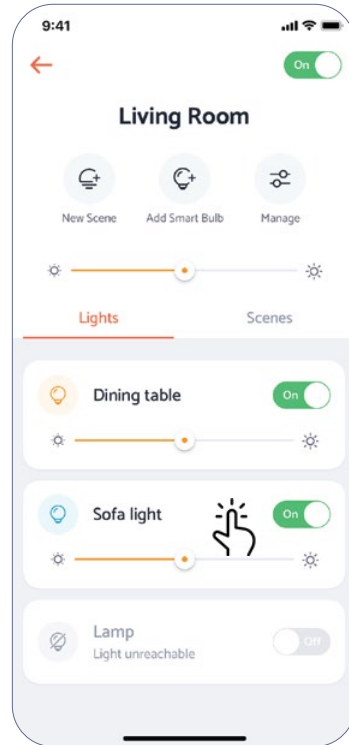 9:41
On
Living Room
New Scene Add Smart Bulb Manage
Lights Scenes
Dining table On
Sofa light On
Lamp
Light unreachable Off